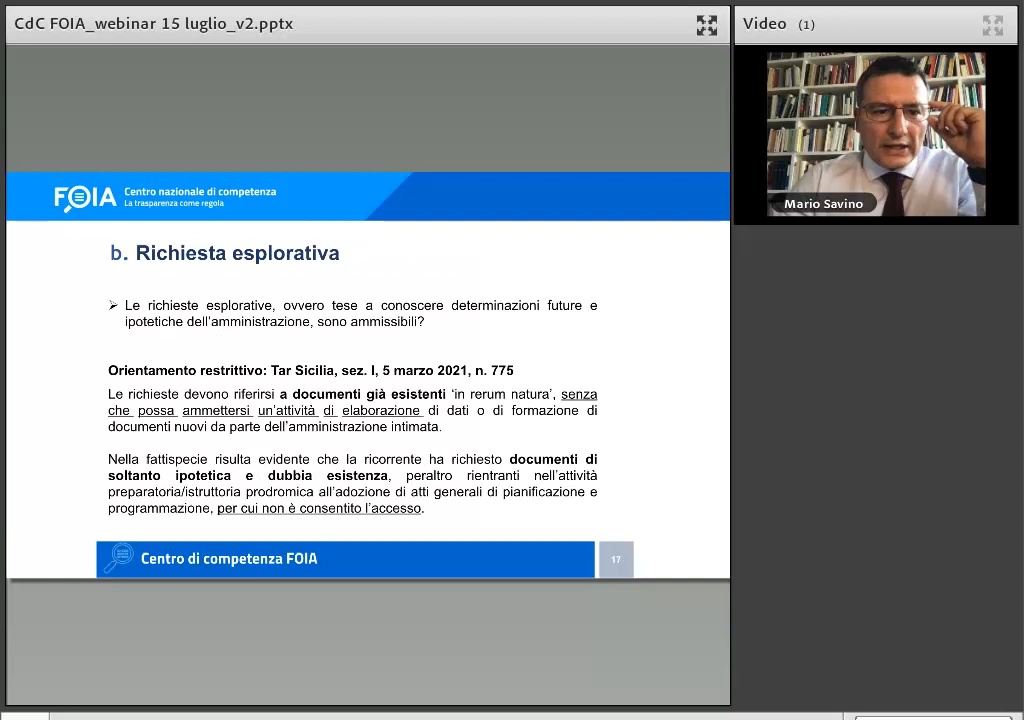 CdC FOIA_webinar 15 luglio_v2.pptx
Video (1)
Mario Savino
FOIA Centro nazionale di competenza
La trasparenza come regola
b. Richiesta esplorativa
➢ Le richieste esplorative, ovvero tese a conoscere determinazioni future e
ipotetiche dell'amministrazione, sono ammissibili?
Orientamento restrittivo: Tar Sicilia, sez. I, 5 marzo 2021, n. 775
Le richieste devono riferirsi a documenti già esistenti 'in rerum natura', senza
che possa ammettersi un'attività di elaborazione di dati o di formazione di
documenti nuovi da parte dell'amministrazione intimata.
Nella fattispecie risulta evidente che la ricorrente ha richiesto documenti di
soltanto ipotetica e dubbia esistenza, peraltro rientranti nell'attività
preparatoria/istruttoria prodromica all'adozione di atti generali di pianificazione e
programmazione, per cui non è consentito l'accesso.
Centro di competenza FOIA
17